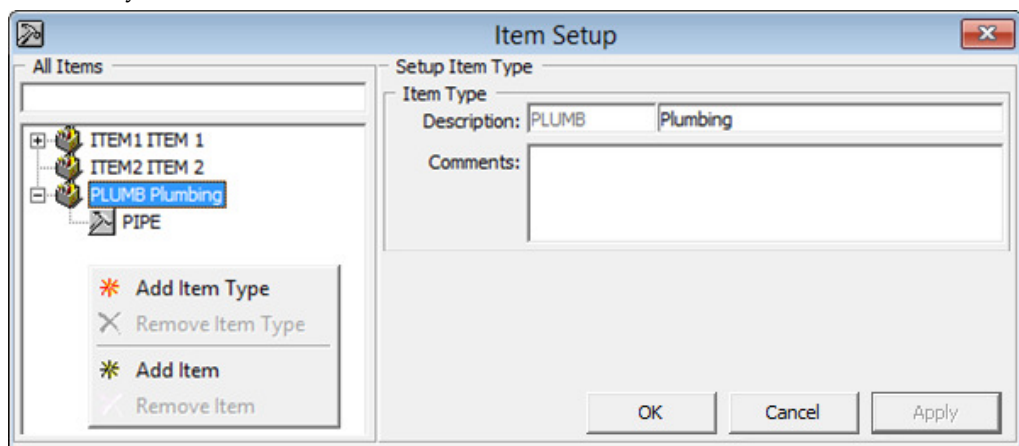 Item Setup
All Items
ITEM1 ITEM 1
ITEM2 ITEM 2
PLUMB Plumbing
PIPE
Add Item Type
Remove Item Type
Add Item
Remove Item
Setup Item Type
Item Type
Description: PLUMB Plumbing
Comments:
OK Cancel Apply